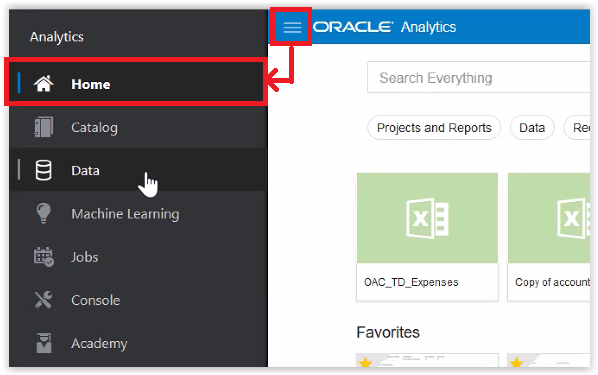 Analytics
Home
Catalog
Data
Machine Learning
Jobs
Console
Academy
ORACLE Analytics
Search Everything
Projects and Reports
Data
Re
OAC_TD_Expenses
Copy of account
Favorites